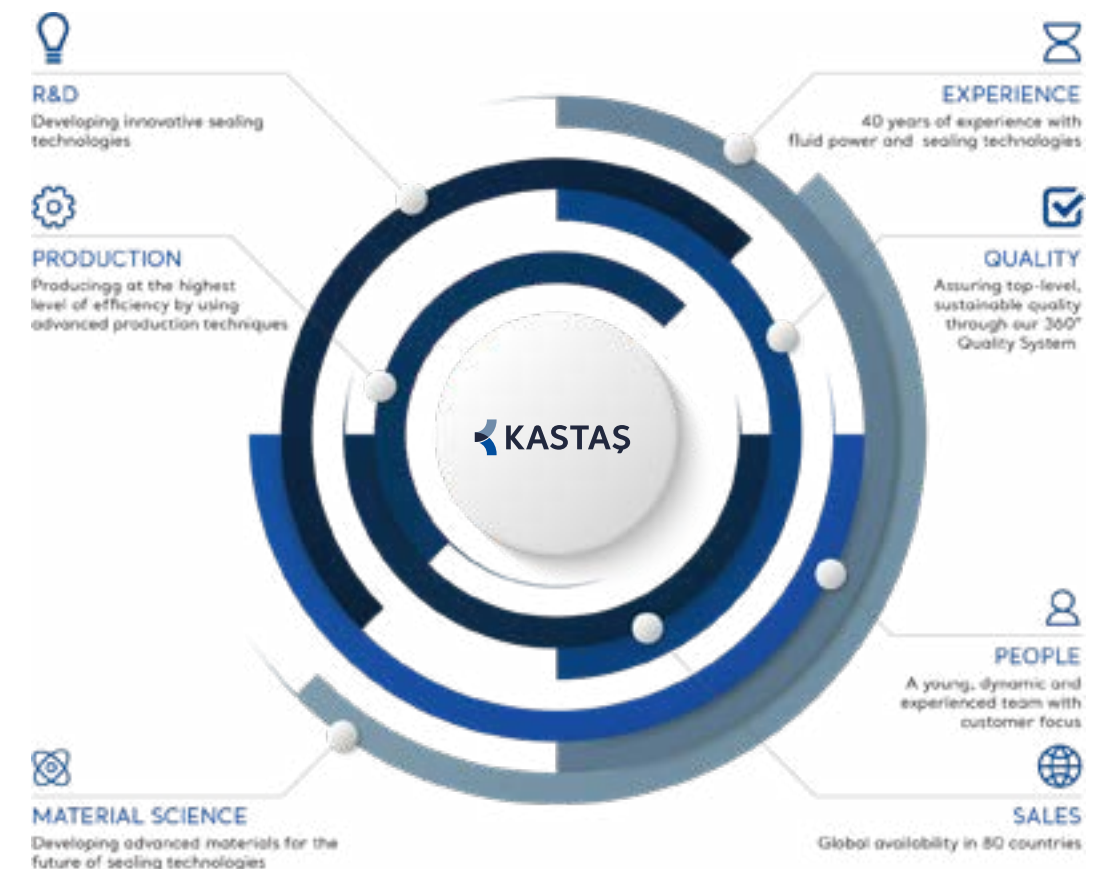 R&D
Developing innovative sealing
technologies
PRODUCTION
Producingg at the highest
level of efficiency by using
advanced production techniques
MATERIAL SCIENCE
Developing advanced materials for the
future of sealing technologies
KASTAŞ
EXPERIENCE
40 years of experience with
fluid power and sealing technologies
QUALITY
Assuring top-level,
sustainable quality
through our 360°
Quality System
PEOPLE
A young, dynamic and
experienced team with
customer focus
SALES
Global availability in 80 countries